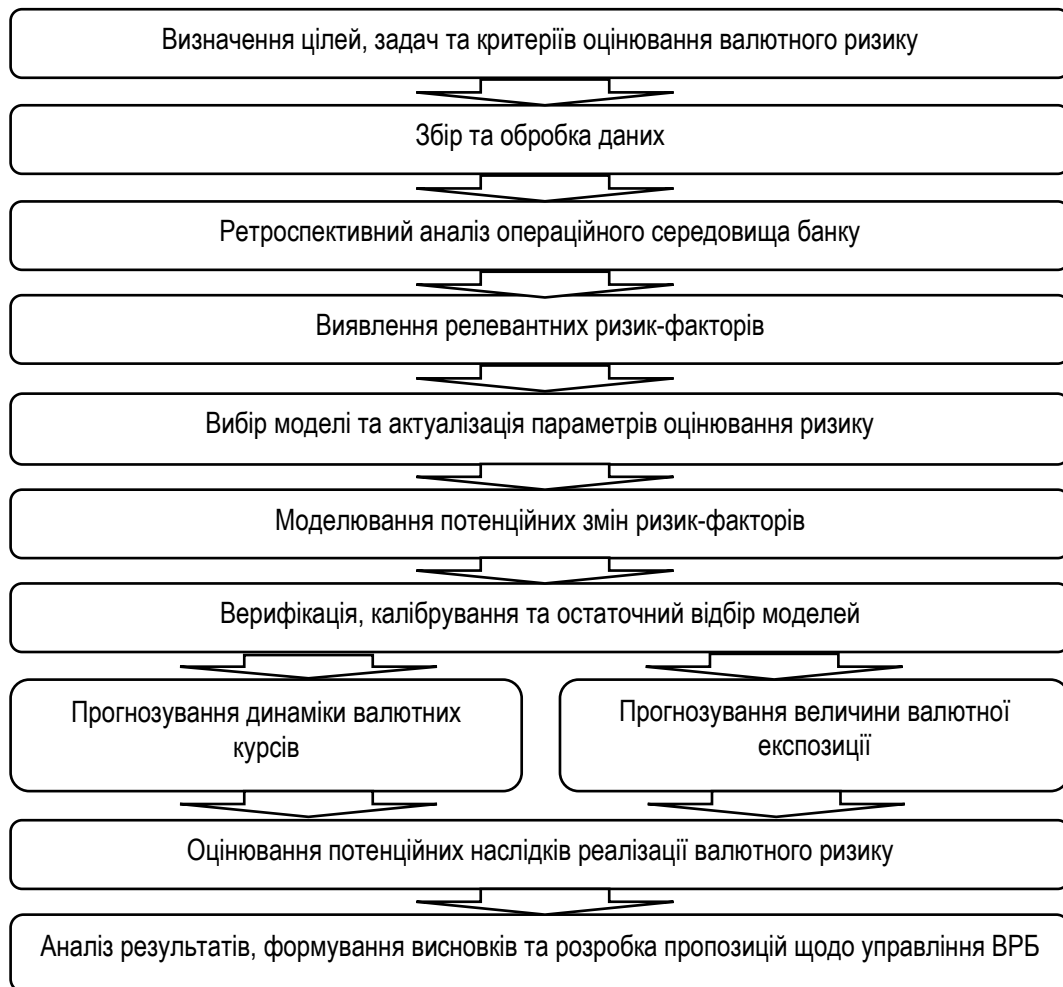 Визначення цілей, задач та критеріїв оцінювання валютного ризику
Збір та обробка даних
Ретроспективний аналіз операційного середовища банку
Виявлення релевантних ризик-факторів
Вибір моделі та актуалізація параметрів оцінювання ризику
Моделювання потенційних змін ризик-факторів
Верифікація, калібрування та остаточний відбір моделей
Прогнозування динаміки валютних
курсів
Прогнозування величини валютної
експозиції
Оцінювання потенційних наслідків реалізації валютного ризику
Аналіз результатів, формування висновків та розробка пропозицій щодо управління ВРБ